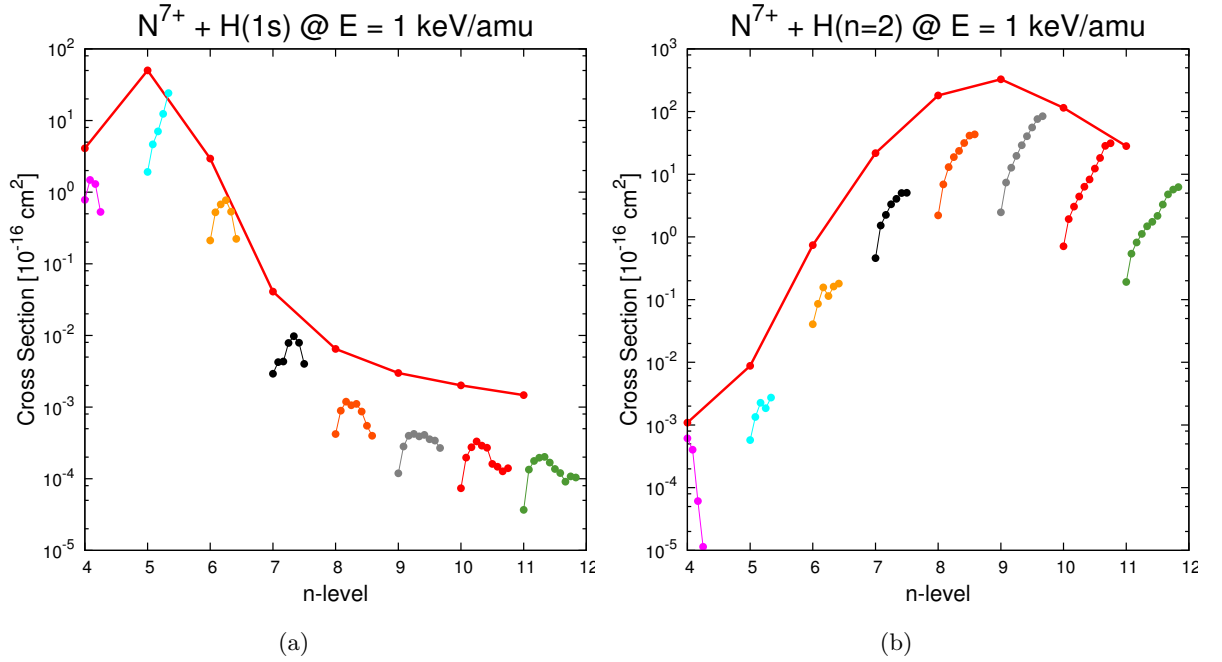 N^{7+} + H(1s) @ E = 1 keV/amu
Cross Section [10^{-16} cm^{2}]
10^{2}
10^{1}
10^{0}
10^{-1}
10^{-2}
10^{-3}
10^{-4}
10^{-5}
4 5 6 7 8 9 10 11 12
n-level
(a)
N^{7+} + H(n=2) @ E = 1 keV/amu
Cross Section [10^{-16} cm^{2}]
10^{3}
10^{2}
10^{1}
10^{0}
10^{-1}
10^{-2}
10^{-3}
10^{-4}
10^{-5}
4 5 6 7 8 9 10 11 12
n-level
(b)